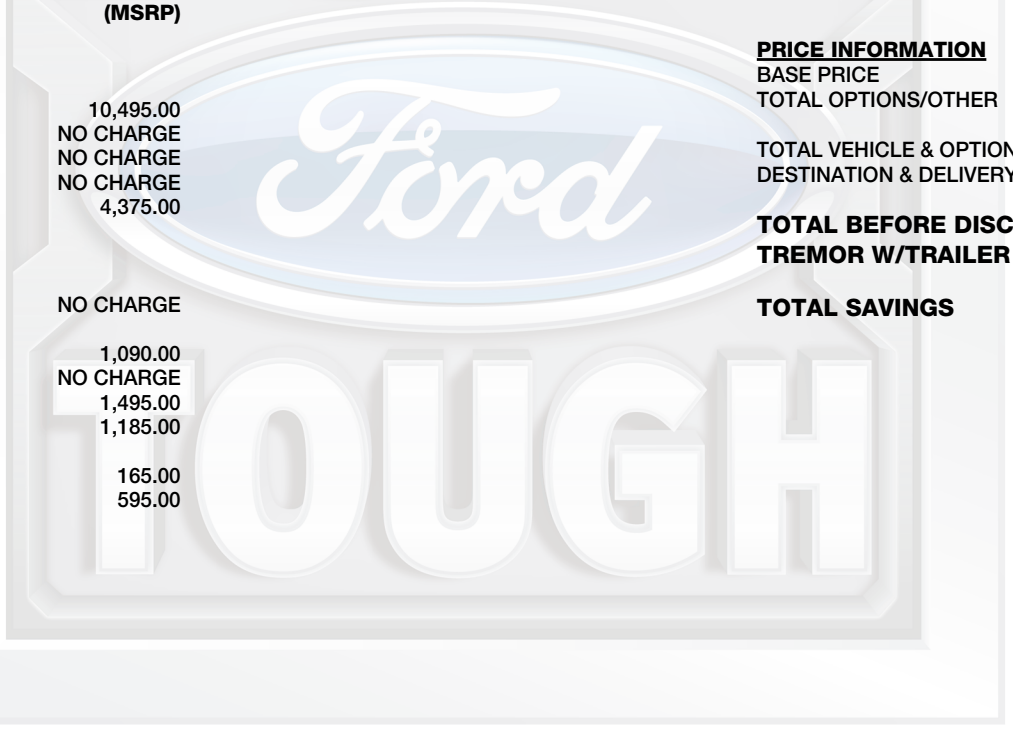 (MSRP)
10,495.00
NO CHARGE
NO CHARGE
NO CHARGE
4,375.00
NO CHARGE
1,090.00
NO CHARGE
1,495.00
1,185.00
165.00
595.00
PRICE INFORMATION
BASE PRICE
TOTAL OPTIONS/OTHER
TOTAL VEHICLE & OPTION
DESTINATION & DELIVERY
TOTAL BEFORE DISC
TREMOR W/TRAILER
TOTAL SAVINGS
Ford
TOUGH